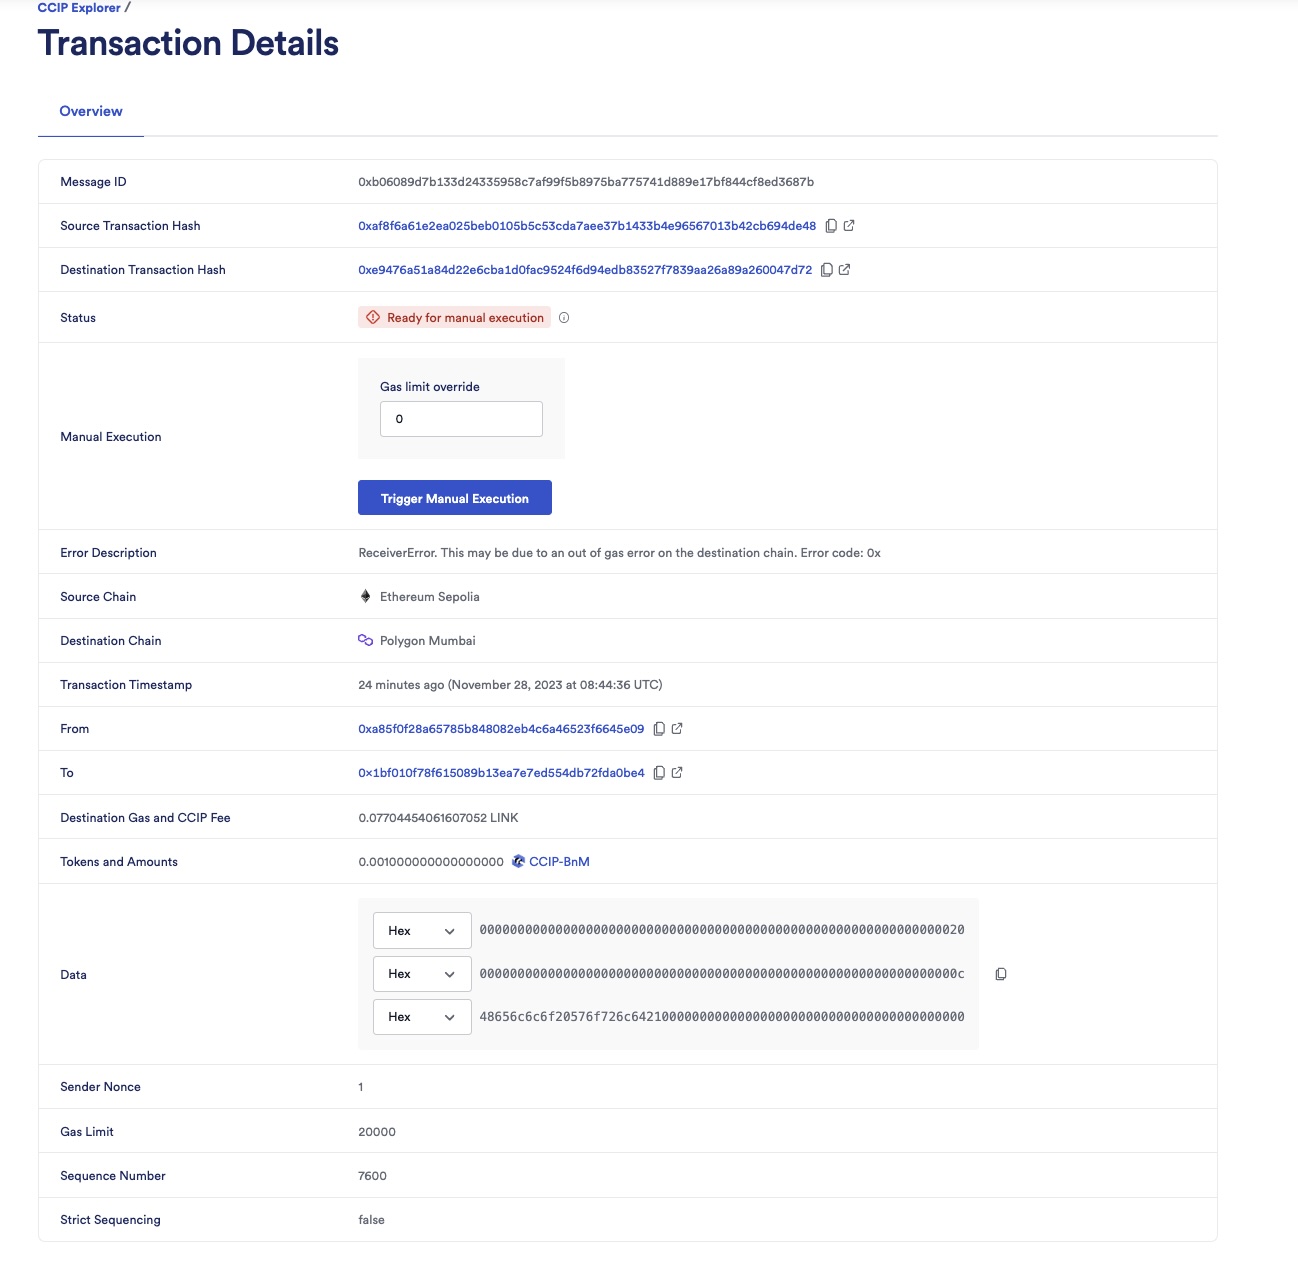 CCIP Explorer /
Transaction Details
Overview
Message ID 0xb06089d7b133d24335958c7af99f5b8975ba775741d889e17bf844cf8ed3687b
Source Transaction Hash 0xaf8f6a61e2ea025beb0105b5c53cda7aee37b1433b4e96567013b42cb694de48
Destination Transaction Hash 0xe9476a51a84d22e6cba1d0fac9524f6d94edb83527f7839aa26a89a260047d72
Status Ready for manual execution
Gas limit override
0
Manual Execution
Trigger Manual Execution
Error Description ReceiverError. This may be due to an out of gas error on the destination chain. Error code: 0x
Source Chain Ethereum Sepolia
Destination Chain Polygon Mumbai
Transaction Timestamp 24 minutes ago (November 28, 2023 at 08:44:36 UTC)
From 0xa85f0f28a65785b848082eb4c6a46523f6645e09
To 0x1bf010f78f615089b13ea7e7ed554db72fda0be4
Destination Gas and CCIP Fee 0.07704454061607052 LINK
Tokens and Amounts 0.001000000000000000 CCIP-BnM
Hex 0000000000000000000000000000000000000000000000000000000000000020
Data Hex 000000000000000000000000000000000000000000000000000000000000000c
Hex 48656c6c6f20576f726c64210000000000000000000000000000000000000000
Sender Nonce 1
Gas Limit 20000
Sequence Number 7600
Strict Sequencing false